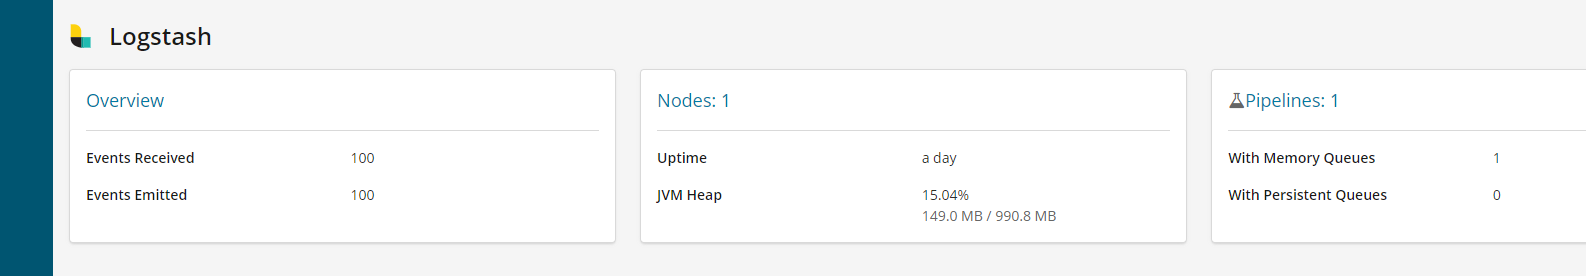 Logstash
Overview
Events Received 100
Events Emitted 100
Nodes: 1
Uptime a day
JVM Heap 15.04%
149.0 MB / 990.8 MB
Pipelines: 1
With Memory Queues 1
With Persistent Queues 0